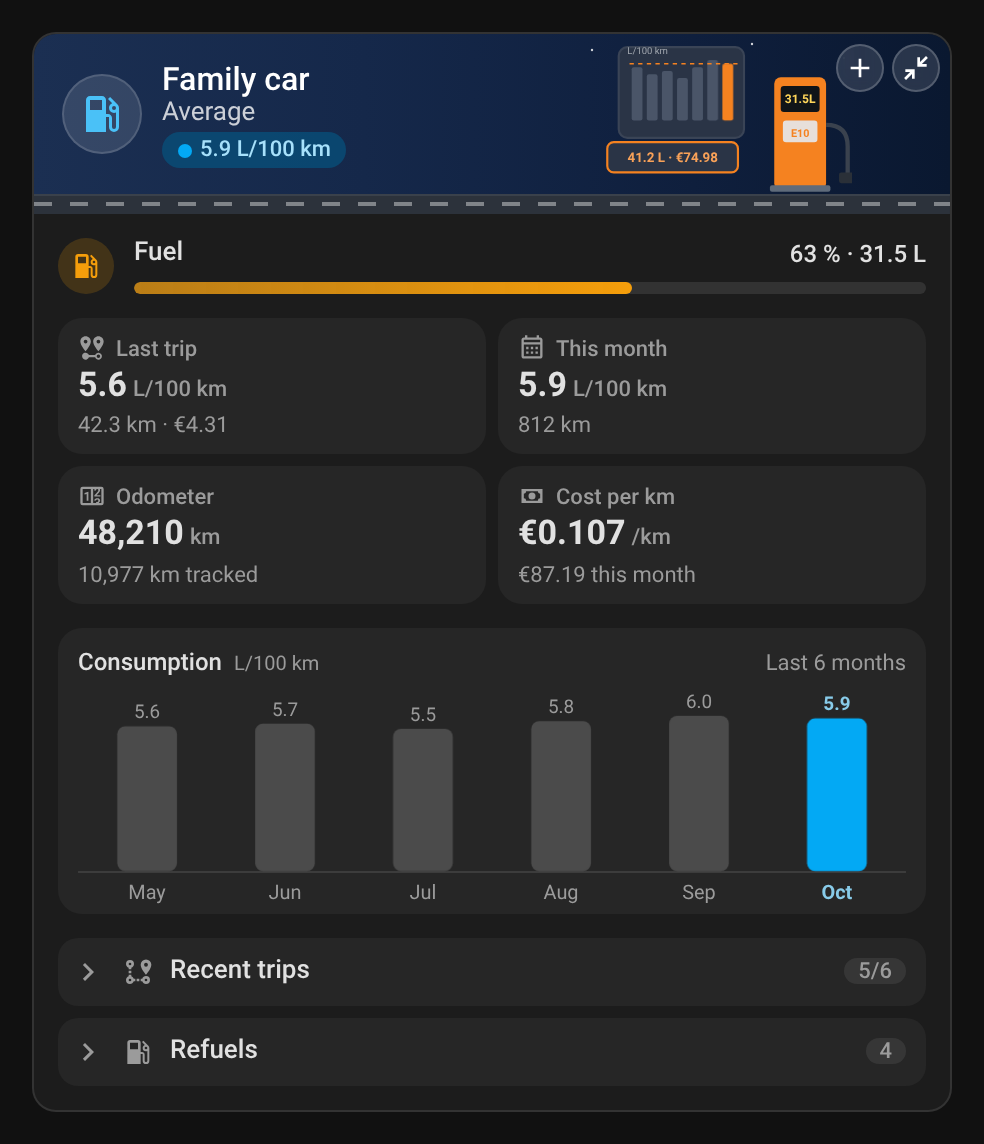 Family car
Average
5.9 L/100 km
L/100 km
41.2 L · €74.98
31.5L
E10
Fuel
63 % · 31.5 L
Last trip
5.6 L/100 km
42.3 km · €4.31
This month
5.9 L/100 km
812 km
Odometer
48,210 km
10,977 km tracked
Cost per km
€0.107 /km
€87.19 this month
Consumption L/100 km
Last 6 months
5.6 5.7 5.5 5.8 6.0 5.9
May Jun Jul Aug Sep Oct
Recent trips
5/6
Refuels
4